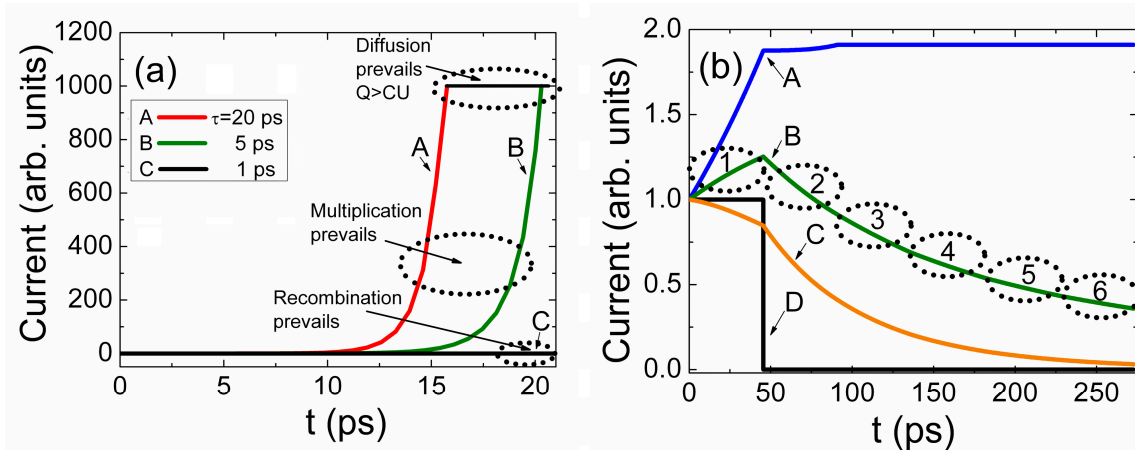 1200
1000
800
600
400
200
0
Current (arb. units)
(a)
Diffusion
prevails
Q>CU
A τ=20 ps
B 5 ps
C 1 ps
A
B
Multiplication
prevails
Recombination
prevails
C
0 5 10 15 20
t (ps)
2.0
1.5
1.0
0.5
0.0
Current (arb. units)
(b)
A
B
1
2
3
4
5
6
C
D
0 50 100 150 200 250
t (ps)